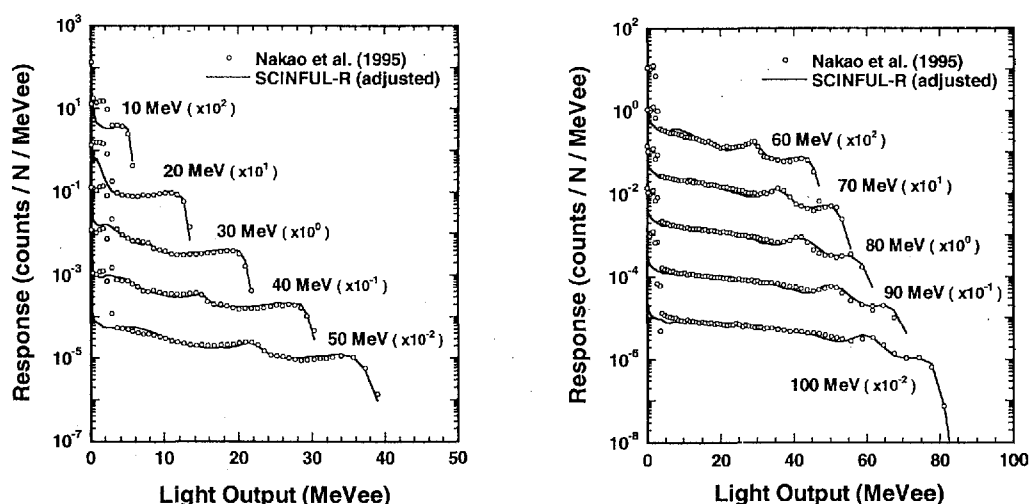 10³
10¹
10⁻¹
10⁻³
10⁻⁵
10⁻⁷
Response (counts / N / MeVee)
Nakao et al. (1995)
SCINFUL-R (adjusted)
10 MeV (x10²)
20 MeV (x10¹)
30 MeV (x10⁰)
40 MeV (x10⁻¹)
50 MeV (x10⁻²)
0 10 20 30 40 50
Light Output (MeVee)
10²
10⁰
10⁻²
10⁻⁴
10⁻⁶
10⁻⁸
Response (counts / N / MeVee)
Nakao et al. (1995)
SCINFUL-R (adjusted)
60 MeV (x10²)
70 MeV (x10¹)
80 MeV (x10⁰)
90 MeV (x10⁻¹)
100 MeV (x10⁻²)
0 20 40 60 80 100
Light Output (MeVee)